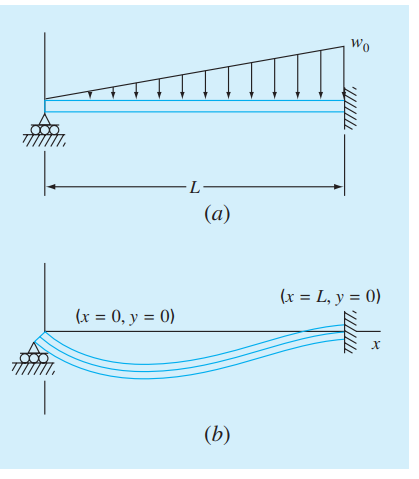 w₀
L
(a)
(x = 0, y = 0)
(x = L, y = 0)
x
(b)